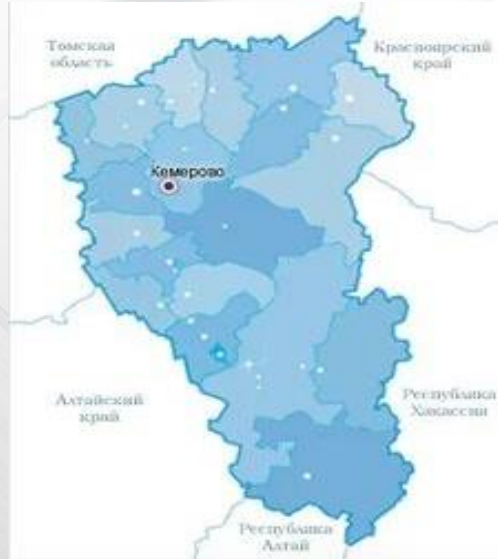 Томская
область
Красноярский
край
Кемерово
Алтайский
край
Республика
Хакассии
Республика
Алтай